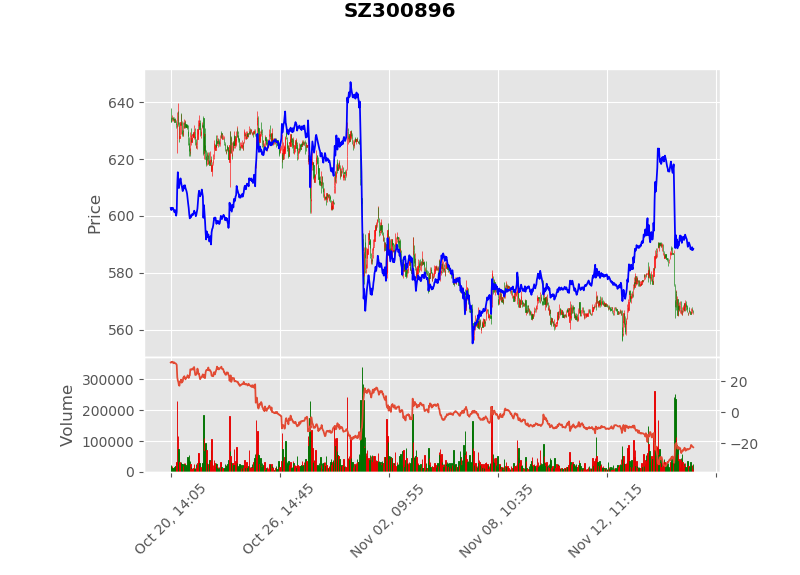 SZ300896
640
620
600
580
560
Price
300000
200000
100000
0
Volume
20
0
−20
Oct 20, 14:05
Oct 26, 14:45
Nov 02, 09:55
Nov 08, 10:35
Nov 12, 11:15